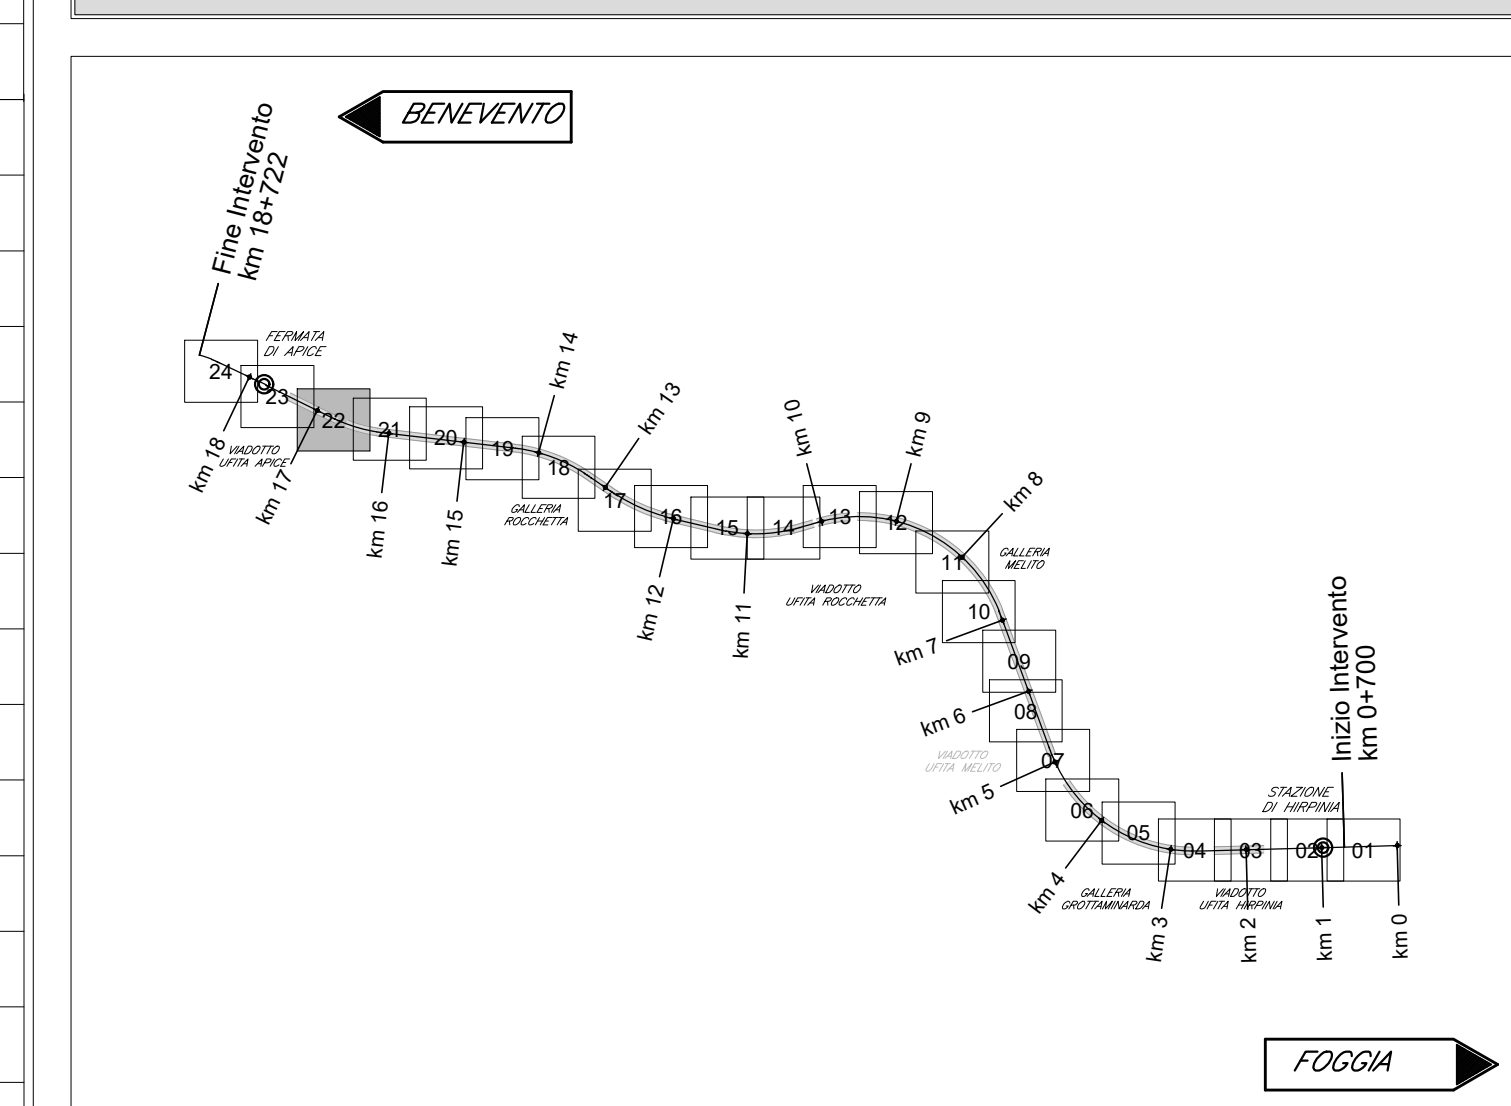 BENEVENTO
Fine Intervento
km 18+722
FERMATA
DI APICE
24
23
22
21
20
19
18
17
16
15
14
13
12
11
10
09
08
07
06
05
04
03
02
01
km 18
VIADOTTO
UFITA APICE
km 17
km 16
km 15
km 14
GALLERIA
ROCCHETTA
km 13
km 12
km 11
km 10
VIADOTTO
UFITA ROCCHETTA
km 9
km 8
GALLERIA
MELITO
km 7
km 6
VIADOTTO
UFITA MELITO
km 5
km 4
GALLERIA
GROTTAMINARDA
km 3
VIADOTTO
UFITA HIRPINIA
km 2
STAZIONE
DI HIRPINIA
km 1
Inizio Intervento
km 0+700
km 0
FOGGIA